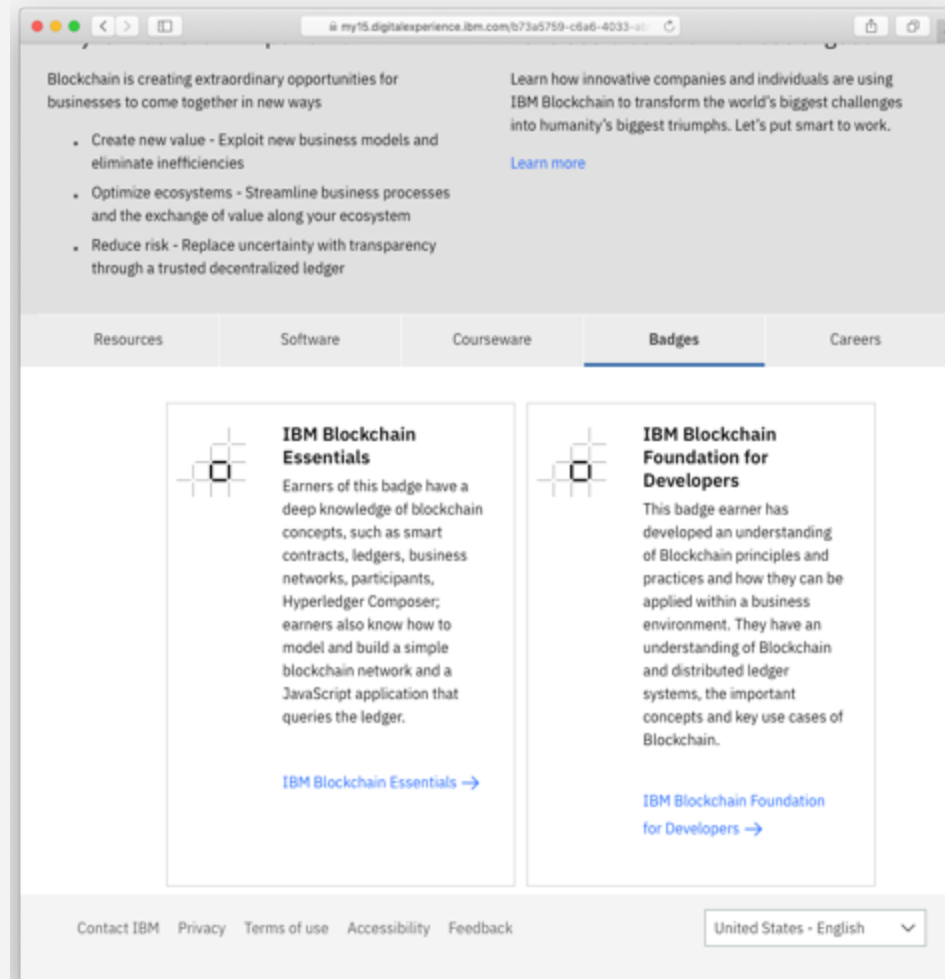 my15.digitalexperience.ibm.com/b73a5759-c6a6-4033-
Blockchain is creating extraordinary opportunities for
businesses to come together in new ways
• Create new value - Exploit new business models and
eliminate inefficiencies
• Optimize ecosystems - Streamline business processes
and the exchange of value along your ecosystem
• Reduce risk - Replace uncertainty with transparency
through a trusted decentralized ledger
Learn how innovative companies and individuals are using
IBM Blockchain to transform the world's biggest challenges
into humanity's biggest triumphs. Let's put smart to work.
Learn more
Resources Software Courseware Badges Careers
IBM Blockchain
Essentials
Earners of this badge have a
deep knowledge of blockchain
concepts, such as smart
contracts, ledgers, business
networks, participants,
Hyperledger Composer;
earners also know how to
model and build a simple
blockchain network and a
JavaScript application that
queries the ledger.
IBM Blockchain Essentials →
IBM Blockchain
Foundation for
Developers
This badge earner has
developed an understanding
of Blockchain principles and
practices and how they can be
applied within a business
environment. They have an
understanding of Blockchain
and distributed ledger
systems, the important
concepts and key use cases of
Blockchain.
IBM Blockchain Foundation
for Developers →
Contact IBM Privacy Terms of use Accessibility Feedback
United States - English